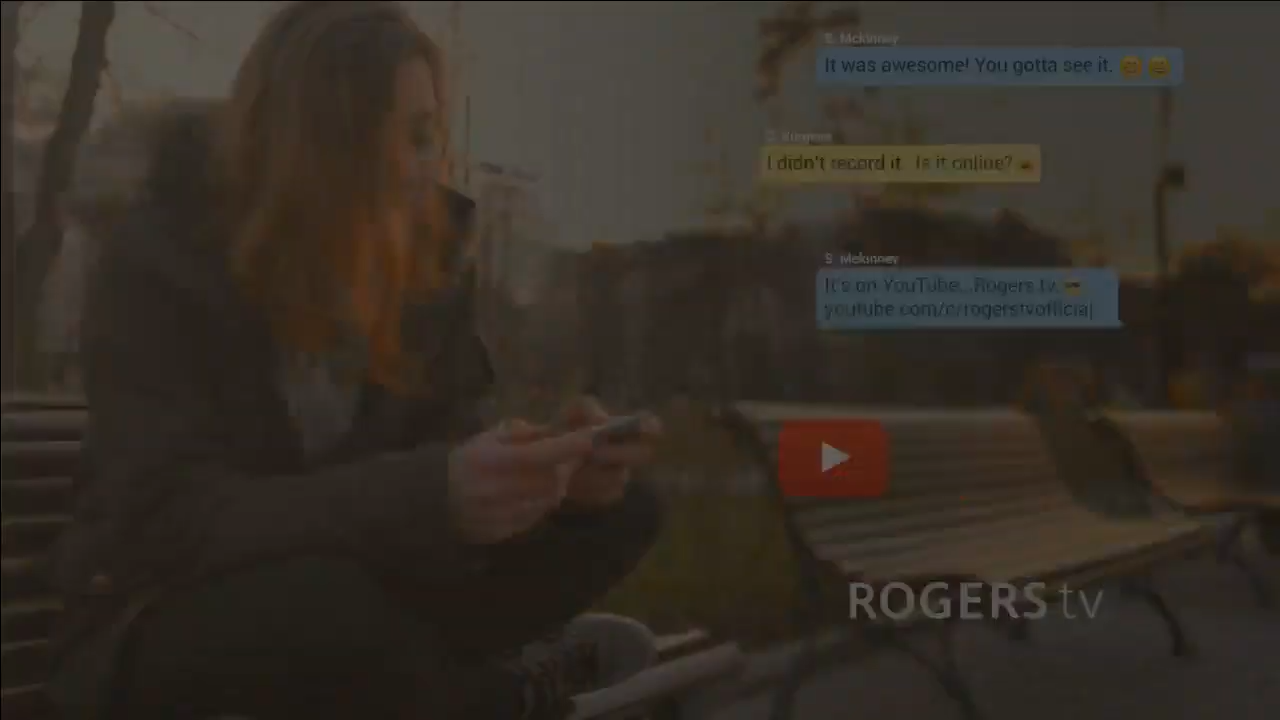 S. Mckinney
It was awesome! You gotta see it. 😊 😄
I didn't record it. Is it online?
S. Mckinney
It's on YouTube...Rogers tv. 😎
youtube.com/c/rogerstvofficial
ROGERS tv